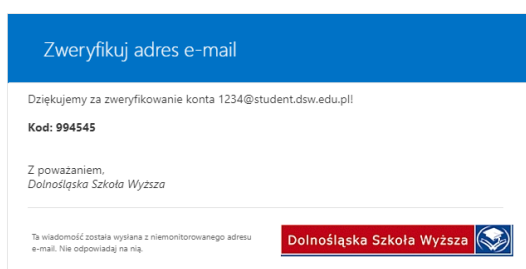 Zweryfikuj adres e-mail
Dziękujemy za zweryfikowanie konta 1234@student.dsw.edu.pl!
Kod: 994545
Z poważaniem,
Dolnośląska Szkoła Wyższa
Ta wiadomość została wysłana z niemonitorowanego adresu
e-mail. Nie odpowiadaj na nią.
Dolnośląska Szkoła Wyższa